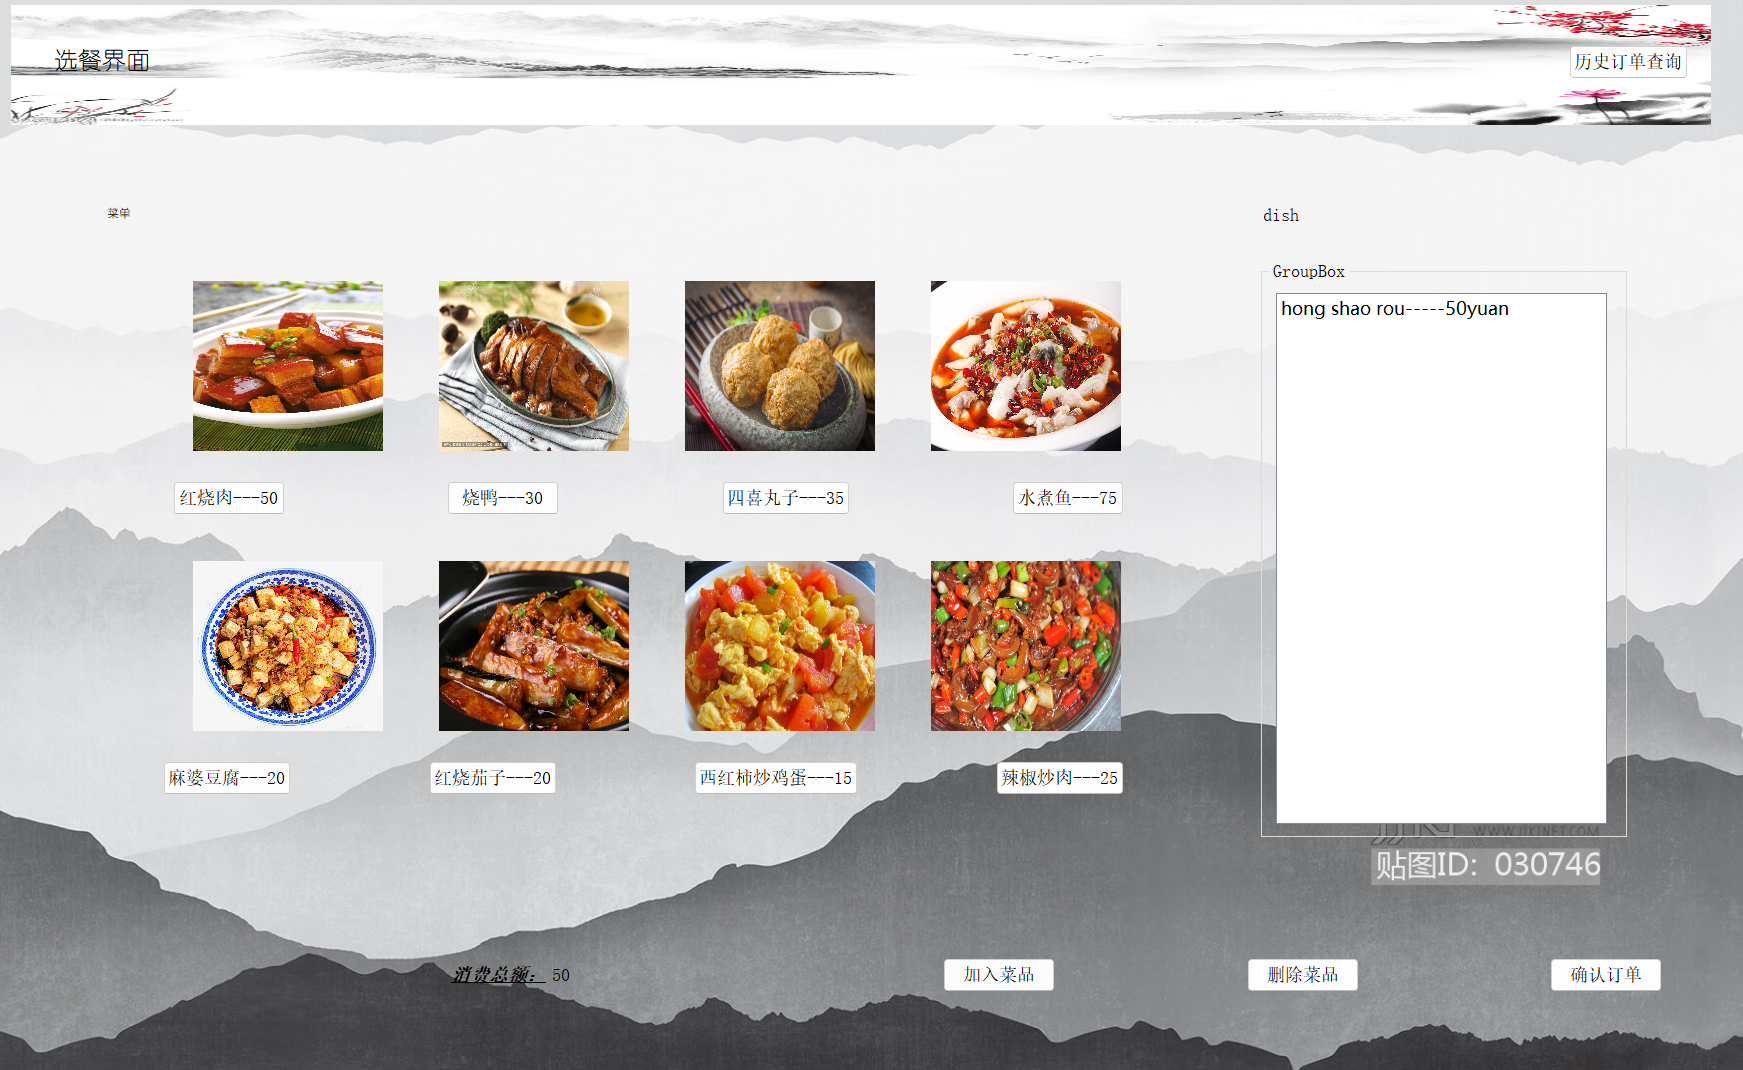 选餐界面
历史订单查询
菜单
dish
GroupBox
hong shao rou-----50yuan
红烧肉---50
烧鸭---30
四喜丸子---35
水煮鱼---75
麻婆豆腐---20
红烧茄子---20
西红柿炒鸡蛋---15
辣椒炒肉---25
WWW.IJKINET.COM
贴图ID: 030746
消费总额： 50
加入菜品
删除菜品
确认订单